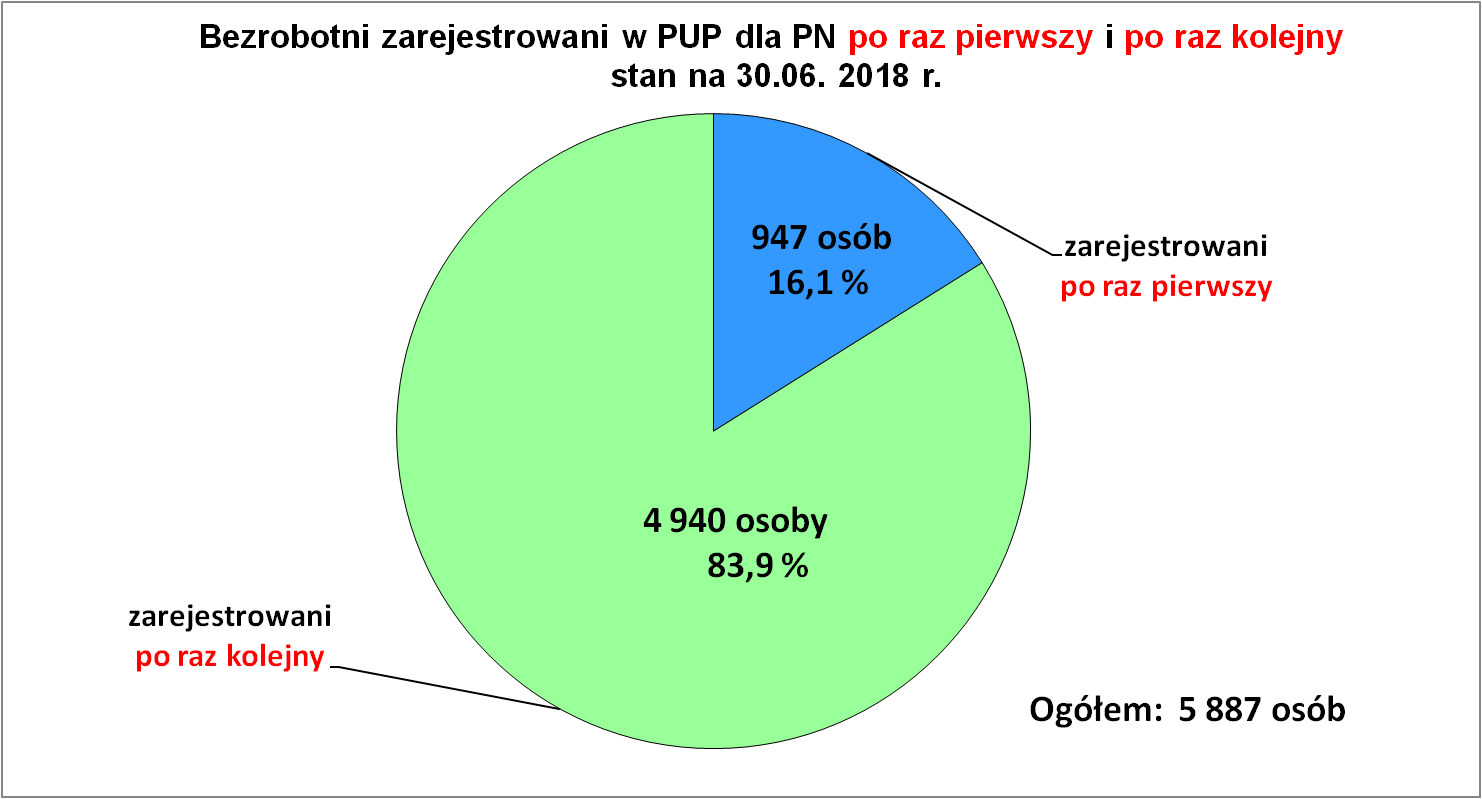 Bezrobotni zarejestrowani w PUP dla PN po raz pierwszy i po raz kolejny
stan na 30.06. 2018 r.
947 osób
16,1 %
zarejestrowani
po raz pierwszy
4 940 osoby
83,9 %
zarejestrowani
po raz kolejny
Ogółem: 5 887 osób